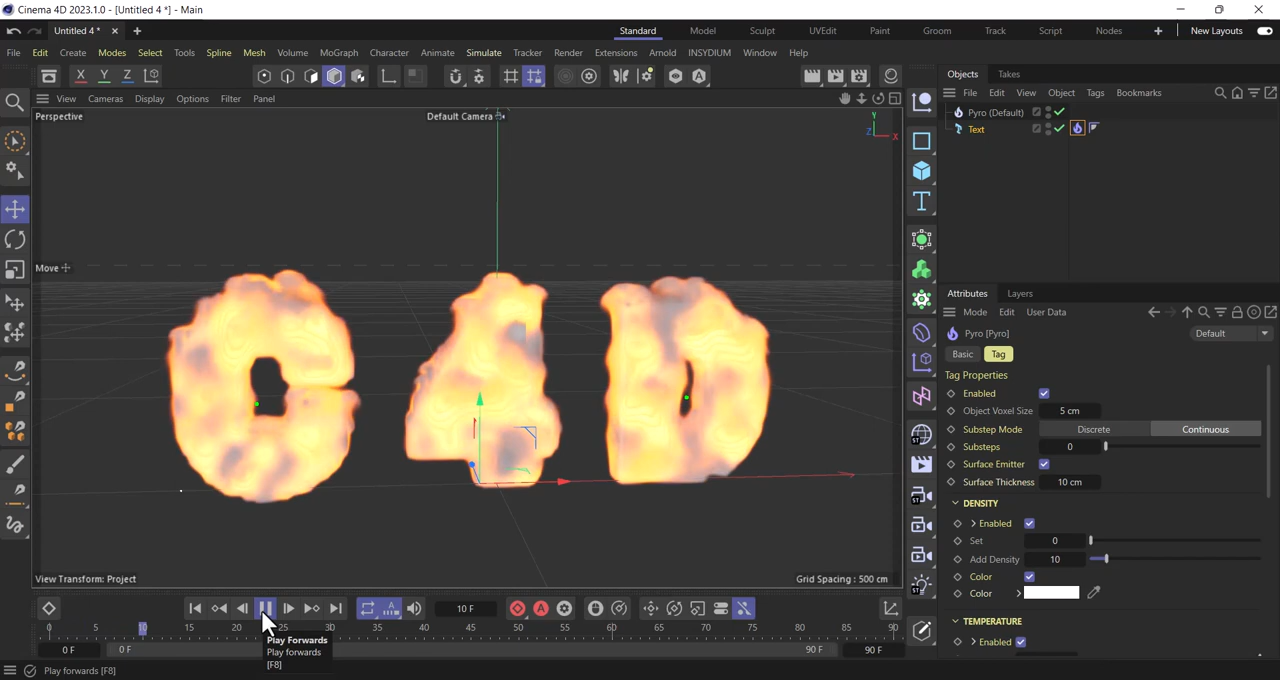 Cinema 4D 2023.1.0 - [Untitled 4 *] - Main
Untitled 4 *
Standard Model Sculpt UVEdit Paint Groom Track Script Nodes New Layouts
File Edit Create Modes Select Tools Spline Mesh Volume MoGraph Character Animate Simulate Tracker Render Extensions Arnold INSYDIUM Window Help
X Y Z
Objects Takes
View Cameras Display Options Filter Panel
File Edit View Object Tags Bookmarks
Perspective
Default Camera
Y
Z X
Pyro (Default)
Text
Move
Attributes Layers
Mode Edit User Data
Pyro [Pyro]
Default
Basic Tag
Tag Properties
Enabled
Object Voxel Size 5 cm
Substep Mode Discrete Continuous
Substeps 0
Surface Emitter
Surface Thickness 10 cm
DENSITY
Enabled
Set 0
Add Density 10
Color
Color
TEMPERATURE
Enabled
View Transform: Project
Grid Spacing : 500 cm
10 F
0 5 10 15 20 25 30 35 40 45 50 55 60 65 70 75 80 85 90
0 F 0 F 90 F 90 F
Play Forwards
Play forwards
[F8]
Play forwards [F8]